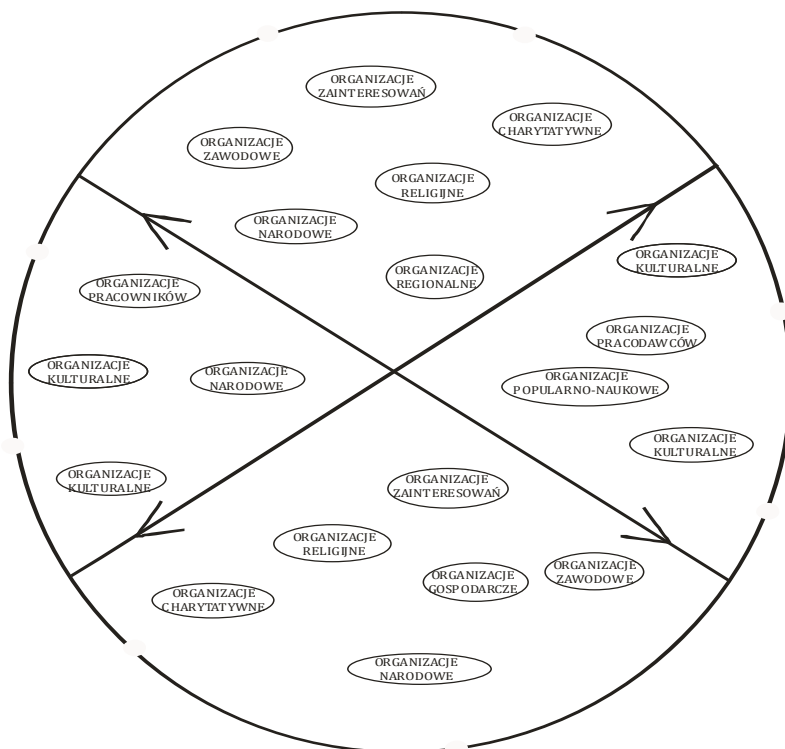 ORGANIZACJE
ZAINTERESOWAŃ
ORGANIZACJE
CHARYTATYWNE
ORGANIZACJE
ZAWODOWE
ORGANIZACJE
RELIGIJNE
ORGANIZACJE
NARODOWE
ORGANIZACJE
REGIONALNE
ORGANIZACJE
KULTURALNE
ORGANIZACJE
PRACOWNIKÓW
ORGANIZACJE
PRACODAWCÓW
ORGANIZACJE
KULTURALNE
ORGANIZACJE
NARODOWE
ORGANIZACJE
POPULARNO-NAUKOWE
ORGANIZACJE
KULTURALNE
ORGANIZACJE
KULTURALNE
ORGANIZACJE
ZAINTERESOWAŃ
ORGANIZACJE
RELIGIJNE
ORGANIZACJE
GOSPODARCZE
ORGANIZACJE
ZAWODOWE
ORGANIZACJE
CHARYTATYWNE
ORGANIZACJE
NARODOWE